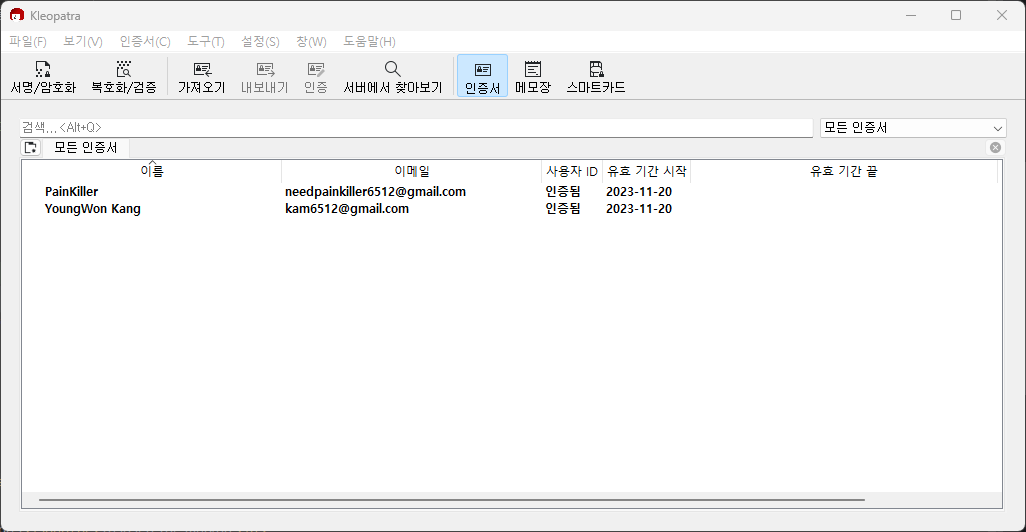 Kleopatra
파일(F) 보기(V) 인증서(C) 도구(T) 설정(S) 창(W) 도움말(H)
서명/암호화 복호화/검증 가져오기 내보내기 인증 서버에서 찾아보기 인증서 메모장 스마트카드
검색...<Alt+Q> 모든 인증서
모든 인증서
이름 이메일 사용자 ID 유효 기간 시작 유효 기간 끝
PainKiller needpainkiller6512@gmail.com 인증됨 2023-11-20
YoungWon Kang kam6512@gmail.com 인증됨 2023-11-20